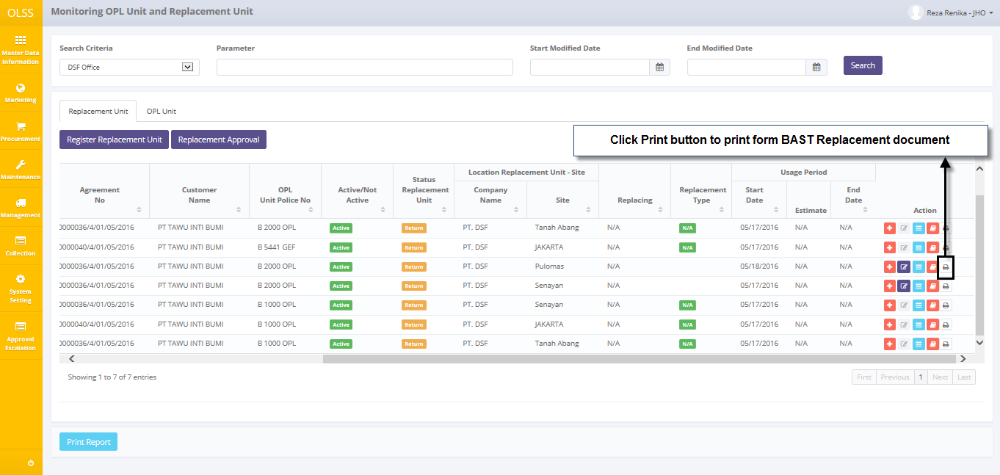 OLSS
Monitoring OPL Unit and Replacement Unit
Reza Renika - JHO
Master Data
Information
Marketing
Procurement
Maintenance
Management
Collection
System
Setting
Approval
Escalation
Search Criteria
Parameter
Start Modified Date
End Modified Date
DSF Office
Search
Replacement Unit
OPL Unit
Register Replacement Unit
Replacement Approval
Click Print button to print form BAST Replacement document
Agreement
No
Customer
Name
OPL
Unit Police No
Active/Not
Active
Status
Replacement
Unit
Location Replacement Unit - Site
Company
Name
Site
Replacing
Replacement
Type
Usage Period
Start
Date
Estimate
End
Date
Action
0000036/4/01/05/2016 PT TAWU INTI BUMI B 2000 OPL Active Return PT. DSF Tanah Abang N/A N/A 05/17/2016 N/A N/A
0000040/4/01/05/2016 PT TAWU INTI BUMI B 5441 GEF Active Return PT. DSF JAKARTA N/A N/A 05/17/2016 N/A N/A
0000036/4/01/05/2016 PT TAWU INTI BUMI B 2000 OPL Active Return PT. DSF Pulomas N/A 05/18/2016 N/A N/A
0000036/4/01/05/2016 PT TAWU INTI BUMI B 2000 OPL Active Return PT. DSF Senayan N/A 05/17/2016 N/A N/A
0000036/4/01/05/2016 PT TAWU INTI BUMI B 1000 OPL Active Return PT. DSF Senayan N/A N/A 05/17/2016 N/A N/A
0000040/4/01/05/2016 PT TAWU INTI BUMI B 1000 OPL Active Return PT. DSF JAKARTA N/A N/A 05/17/2016 N/A N/A
0000036/4/01/05/2016 PT TAWU INTI BUMI B 1000 OPL Active Return PT. DSF Tanah Abang N/A N/A 05/17/2016 N/A N/A
Showing 1 to 7 of 7 entries
First Previous 1 Next Last
Print Report